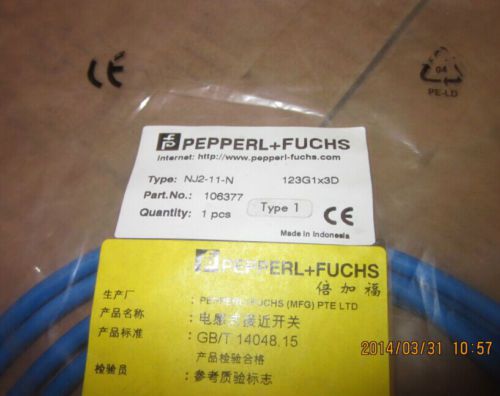 CE
04
PE-LD
PEPPERL+FUCHS
Internet: http://www.pepperl-fuchs.com
Type: NJ2-11-N 123G1x3D
Part.No.: 106377
Quantity: 1 pcs Type 1 CE
Made in Indonesia
PEPPERL+FUCHS
倍加福
生产厂 : PEPPERL+FUCHS (MFG) PTE LTD
产品名称: : 电感式接近开关
产品标准: : GB/T 14048.15
产品检验合格
检验员 : 参考质验标志
2014/03/31 10:57